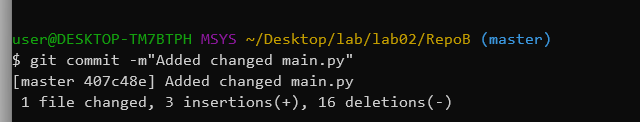 user@DESKTOP-TM7BTPH MSYS ~/Desktop/lab/lab02/RepoB (master)
$ git commit -m"Added changed main.py"
[master 407c48e] Added changed main.py
 1 file changed, 3 insertions(+), 16 deletions(-)